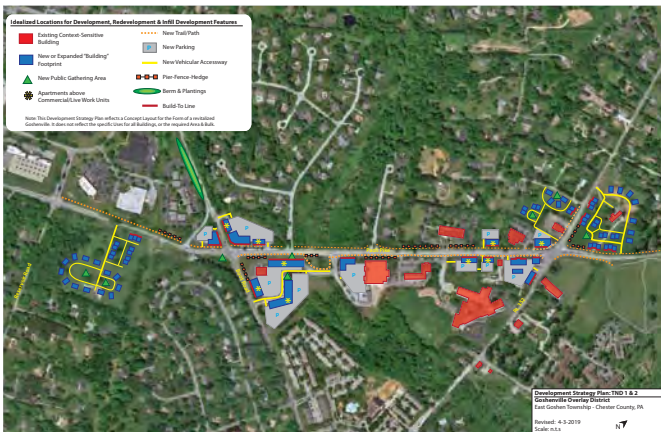 Idealized Locations for Development, Redevelopment & Infill Development Features
Existing Context-Sensitive
Building
New or Expanded "Building"
Footprint
New Public Gathering Area
Apartments above
Commercial/Live Work Units
New Trail/Path
P
New Parking
New Vehicular Accessway
Pier-Fence-Hedge
Berm & Plantings
Build-To Line
Note: This Development Strategy Plan reflects a Concept Layout for the Form of a revitalized
Goshenville. It does not reflect the specific Uses for all Buildings, or the required Area & Bulk.
P
P
P
P
P
P
P
P
P
P
Development Strategy Plan: TND 1 & 2
Goshenville Overlay District
East Goshen Township - Chester County, PA
Revised: 4-3-2019
Scale: n.t.s
N